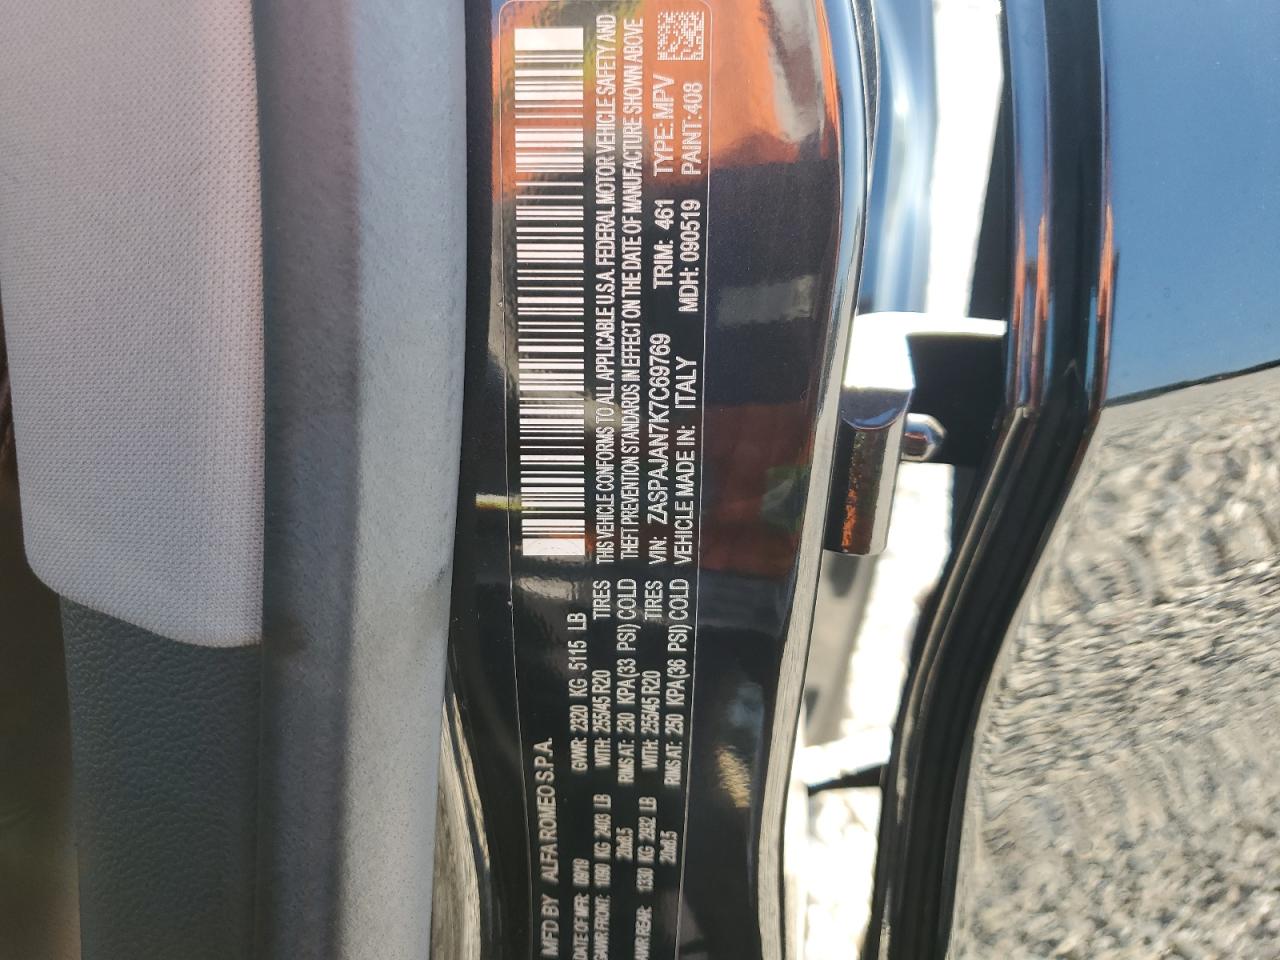 MFD BY ALFA ROMEO S.P.A.
DATE OF MFR: 09/19 GVWR: 2320 KG 5115 LB
GAWR FRONT: 1090 KG 2403 LB WITH: 255/45 R20 TIRES
20x8.5 RIMS AT: 230 KPA(33 PSI) COLD
AWR REAR: 1330 KG 2932 LB WITH: 255/45 R20 TIRES
20x8.5 RIMS AT: 250 KPA(36 PSI) COLD
THIS VEHICLE CONFORMS TO ALL APPLICABLE U.S.A. FEDERAL MOTOR VEHICLE SAFETY AND
THEFT PREVENTION STANDARDS IN EFFECT ON THE DATE OF MANUFACTURE SHOWN ABOVE
VIN: ZASPAJAN7K7C69769 TRIM: 461 TYPE: MPV
VEHICLE MADE IN: ITALY MDH: 090519 PAINT: 408